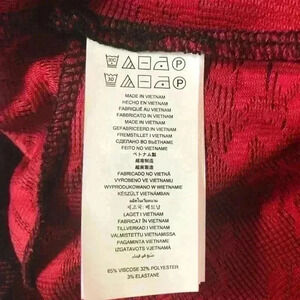 MADE IN VIETNAM
HECHO EN VIETNAM
FABRIQUÉ AU VIETNAM
FABBRICATO IN VIETNAM
MADE IN VIETNAM
GEFABRICEERD IN VIETNAM
FREMSTILLET I VIETNAM
СДЕЛАНО ВО ВЬЕТНАМЕ
FEITO NO VIETNAME
ベトナム製
越南製造
越南制造
FABRICADO NO VIETNÃ
VYROBENO VE VIETNAMU
WYPRODUKOWANO W WIETNAMIE
KÉSZÜLT VIETNÁMBAN
LAGET I VIETNAM
FABRICAT ÎN VIETNAM
TILLVERKAD I VIETNAM
VALMISTETTU VIETNAMISSA
PAGAMINTA VIETNAME
IZGATAVOTS VJETNAMĀ
65% VISCOSE 32% POLYESTER
3% ELASTANE